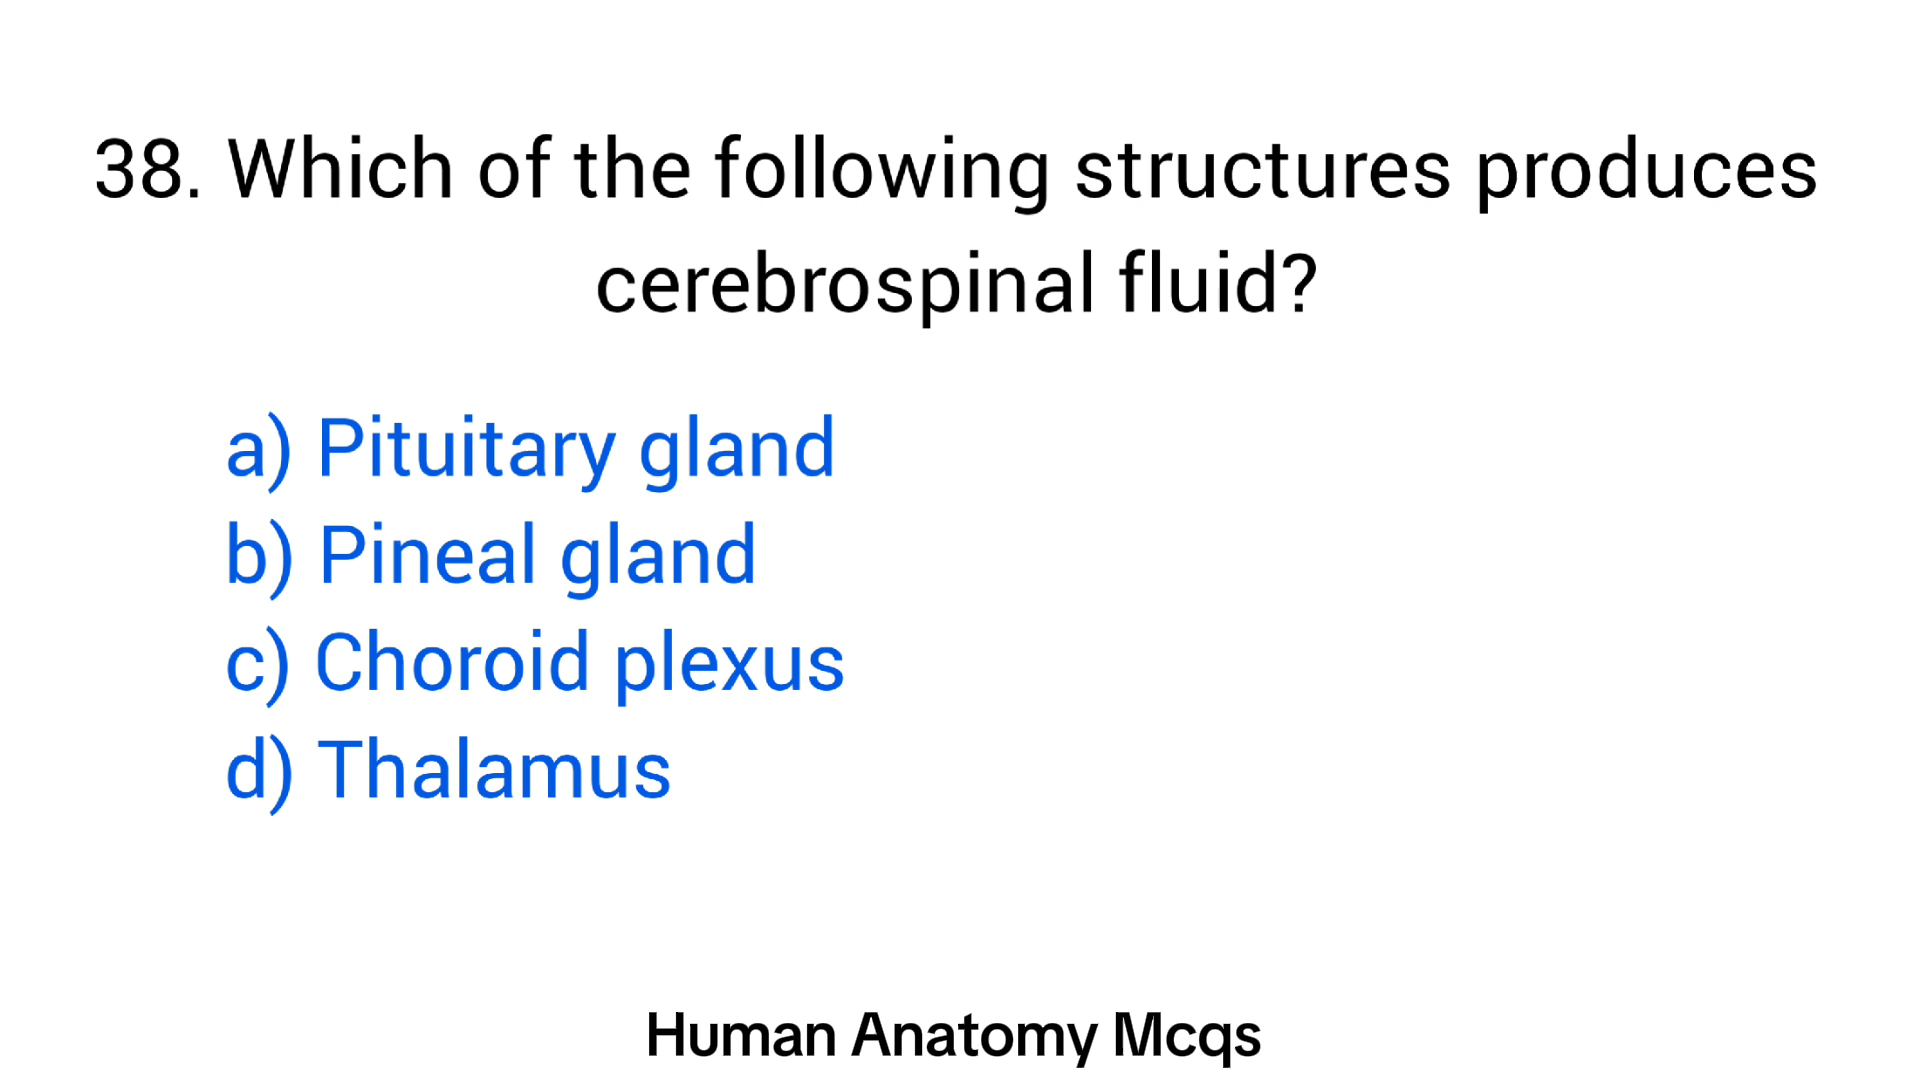 38. Which of the following structures produces
cerebrospinal fluid?
a) Pituitary gland
b) Pineal gland
c) Choroid plexus
d) Thalamus
Human Anatomy Mcqs